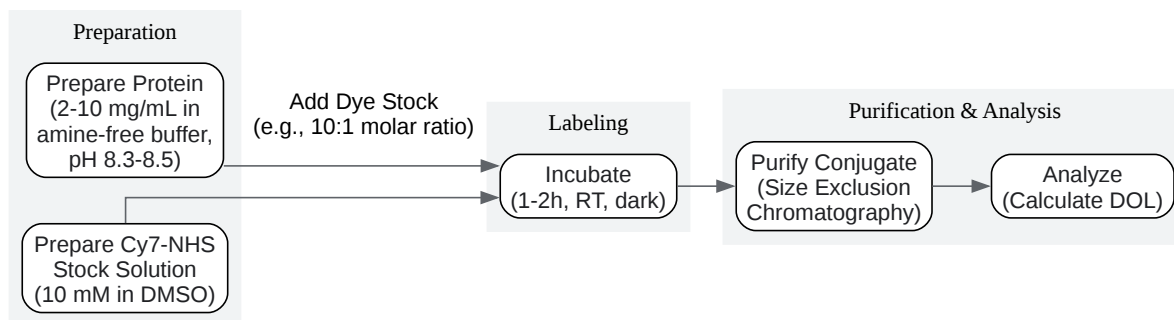 Preparation
Prepare Protein
(2-10 mg/mL in
amine-free buffer,
pH 8.3-8.5)
Prepare Cy7-NHS
Stock Solution
(10 mM in DMSO)
Add Dye Stock
(e.g., 10:1 molar ratio)
Labeling
Incubate
(1-2h, RT, dark)
Purification & Analysis
Purify Conjugate
(Size Exclusion
Chromatography)
Analyze
(Calculate DOL)